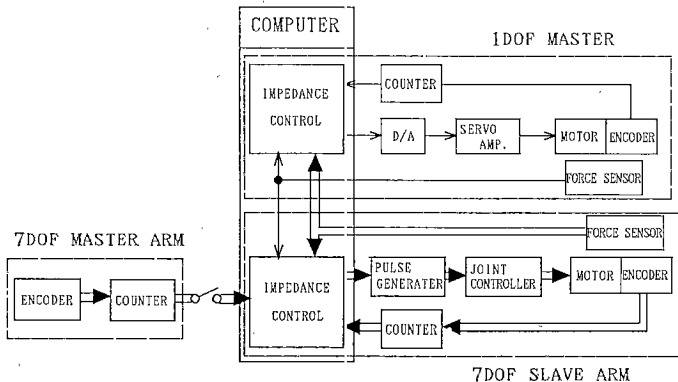 COMPUTER
1DOF MASTER
IMPEDANCE
CONTROL
COUNTER
D/A
SERVO
AMP.
MOTOR
ENCODER
FORCE SENSOR
7DOF MASTER ARM
ENCODER
COUNTER
IMPEDANCE
CONTROL
FORCE SENSOR
PULSE
GENERATER
JOINT
CONTROLLER
MOTOR
ENCODER
COUNTER
7DOF SLAVE ARM